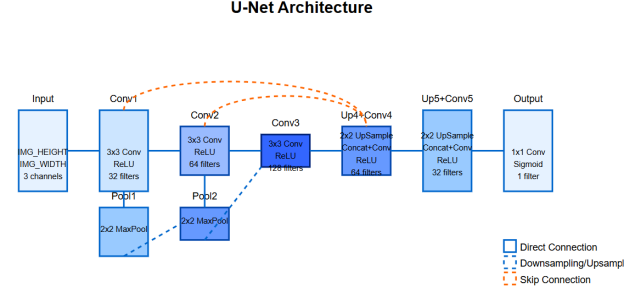 U-Net Architecture
Input
Conv1
Conv2
Conv3
Up4+Conv4
Up5+Conv5
Output
IMG_HEIGHT
IMG_WIDTH
3 channels
3x3 Conv
ReLU
32 filters
3x3 Conv
ReLU
64 filters
3x3 Conv
ReLU
128 filters
2x2 UpSample
Concat+Conv
ReLU
64 filters
2x2 UpSample
Concat+Conv
ReLU
32 filters
1x1 Conv
Sigmoid
1 filter
Pool1
2x2 MaxPool
Pool2
2x2 MaxPool
Direct Connection
Downsampling/Upsampl
Skip Connection